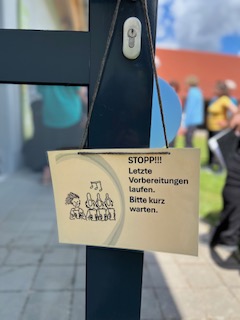 STOPP!!!
Letzte
Vorbereitungen
laufen.
Bitte kurz
warten.